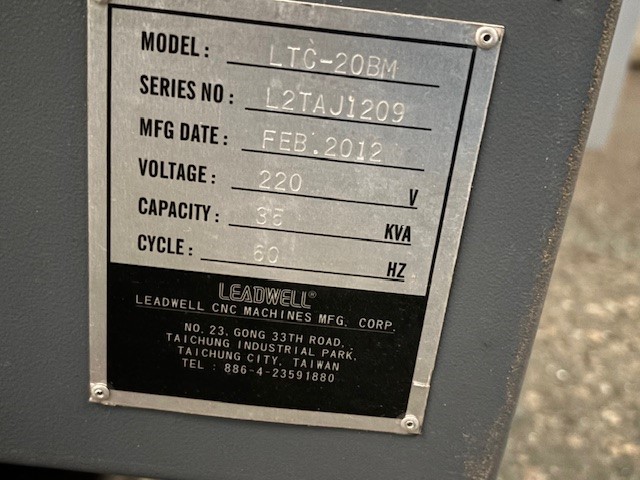 MODEL: LTC-20BM
SERIES NO: L2TAJ1209
MFG DATE: FEB.2012
VOLTAGE: 220 V
CAPACITY: KVA
CYCLE: 60 HZ
LEADWELL®
LEADWELL CNC MACHINES MFG. CORP.
NO. 23, GONG 33TH ROAD,
TAICHUNG INDUSTRIAL PARK,
TAICHUNG CITY, TAIWAN
TEL : 886-4-23591880